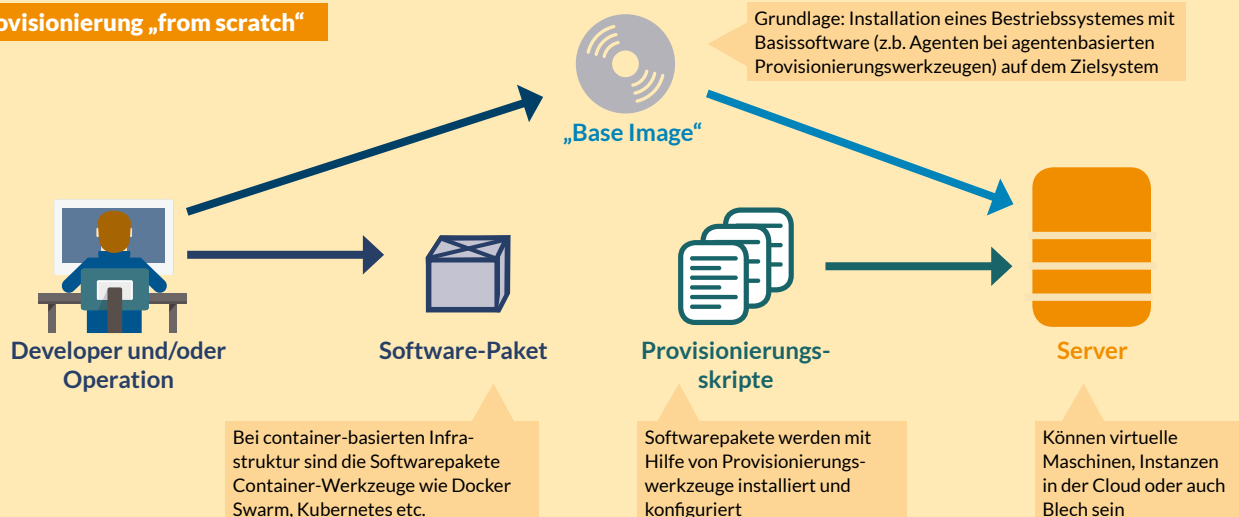 ovisionierung „from scratch“
Grundlage: Installation eines Bestriebssystemes mit
Basissoftware (z.b. Agenten bei agentenbasierten
Provisionierungswerkzeugen) auf dem Zielsystem
„Base Image“
Developer und/oder
Operation
Software-Paket
Provisionierungs-
skripte
Server
Bei container-basierten Infra-
struktur sind die Softwarepakete
Container-Werkzeuge wie Docker
Swarm, Kubernetes etc.
Softwarepakete werden mit
Hilfe von Provisionierungs-
werkzeuge installiert und
konfiguriert
Können virtuelle
Maschinen, Instanzen
in der Cloud oder auch
Blech sein